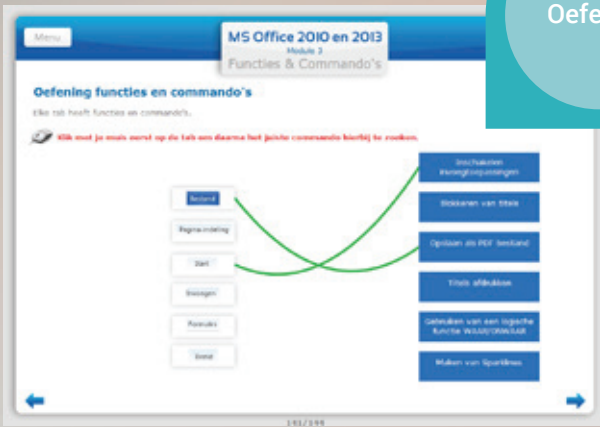 Oefe
Menu
MS Office 2010 en 2013
Module 3
Functies & Commando's
Oefening functies en commando's
Elke tab heeft functies en commando's.
Klik met je muis eerst op de tab om daarna het juiste commando hierbij te zoeken.
Bestand
Pagina-indeling
Start
Invoegen
Formules
Beeld
Inschakelen
invoegtoepassingen
Blokkeren van titels
Opslaan als PDF bestand
Titels afdrukken
Gebruiken van een logische
functie WAAR/ONWAAR
Maken van Sparklines
141/144